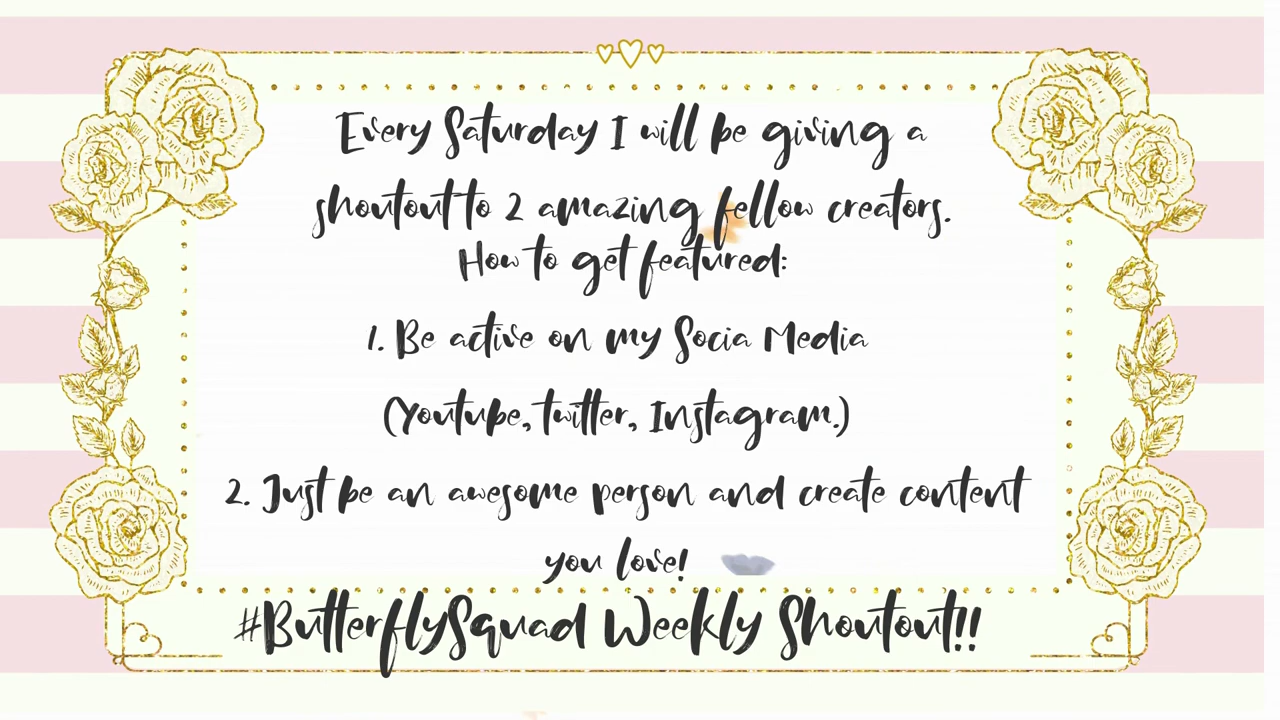 Every Saturday I will be giving a
shoutout to 2 amazing fellow creators.
How to get featured:
1. Be active on my Socia Media
(Youtube, twitter, Instagram.)
2. Just be an awesome person and create content
you love!
#ButterflySquad Weekly Shoutout!!